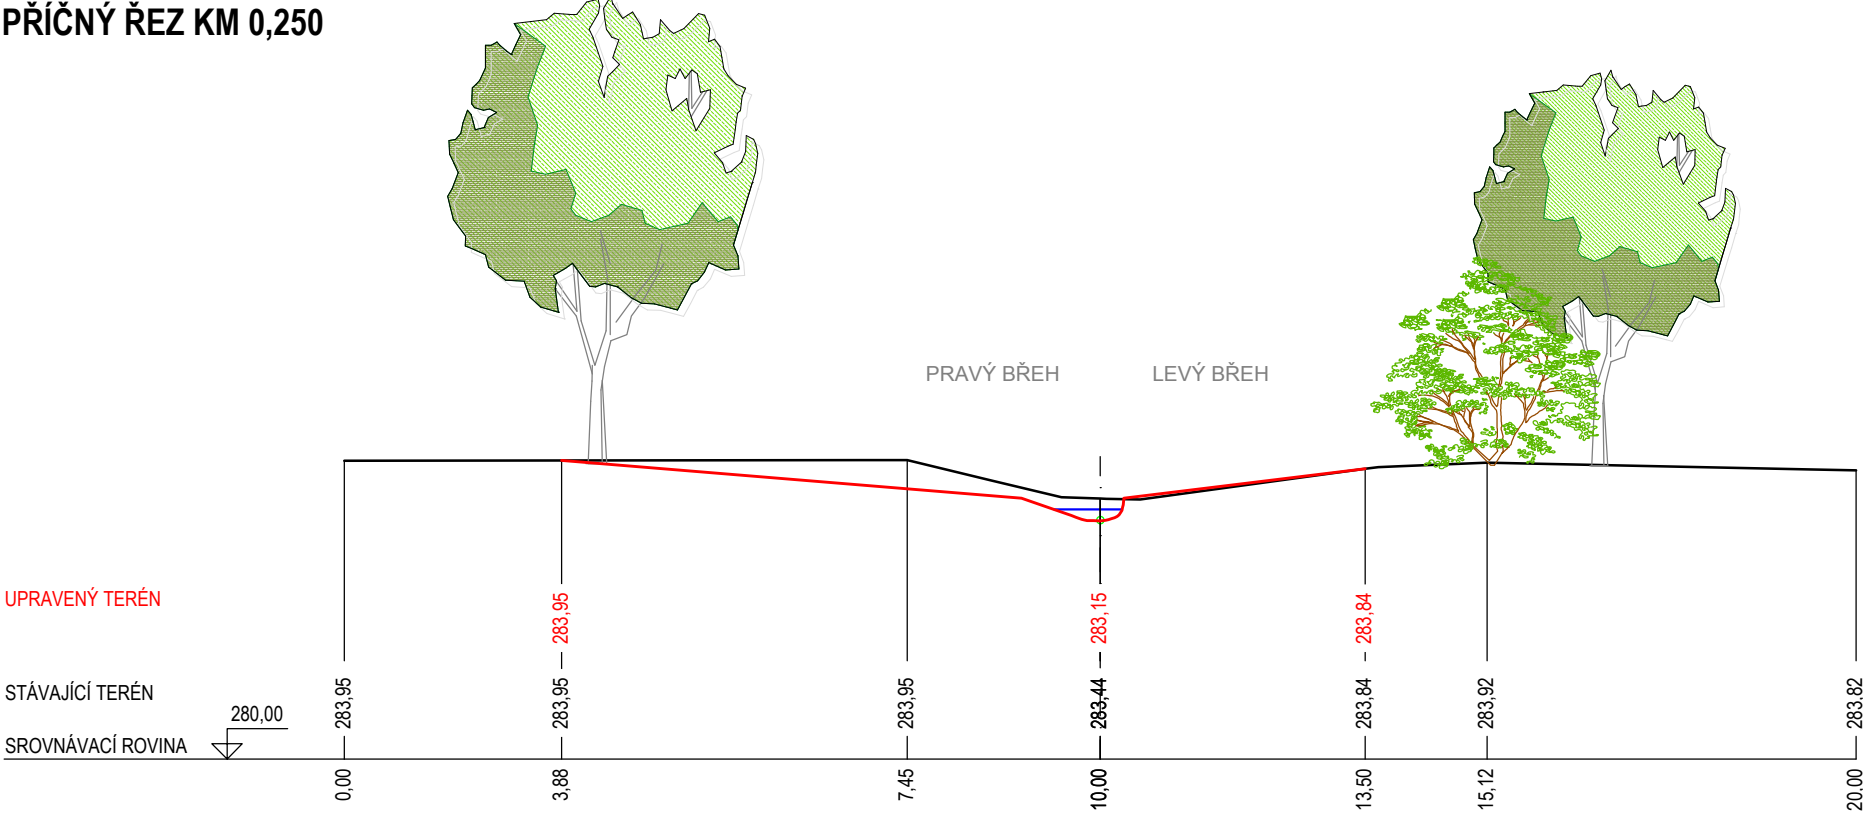 PŘÍČNÝ ŘEZ KM 0,250
PRAVÝ BŘEH LEVÝ BŘEH
UPRAVENÝ TERÉN 283,95 283,15 283,84
STÁVAJÍCÍ TERÉN 283,95 283,95 283,95 283,44 283,84 283,92 283.82
280,00
SROVNÁVACÍ ROVINA
0,00 3,88 7,45 10,00 13,50 15,12 20.00